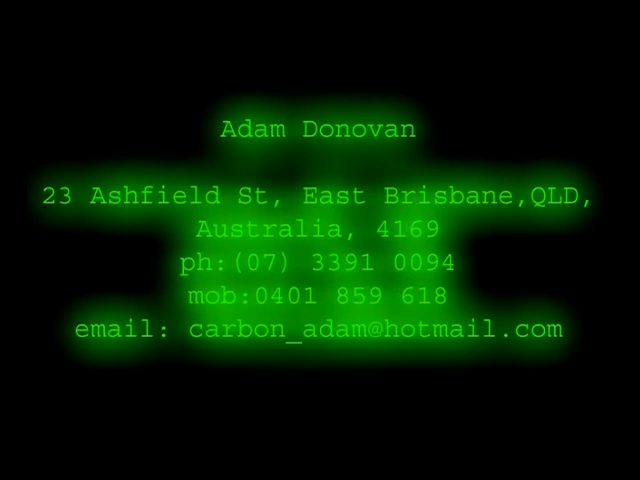 Adam Donovan
23 Ashfield St, East Brisbane,QLD,
Australia, 4169
ph:(07) 3391 0094
mob:0401 859 618
email: carbon_adam@hotmail.com